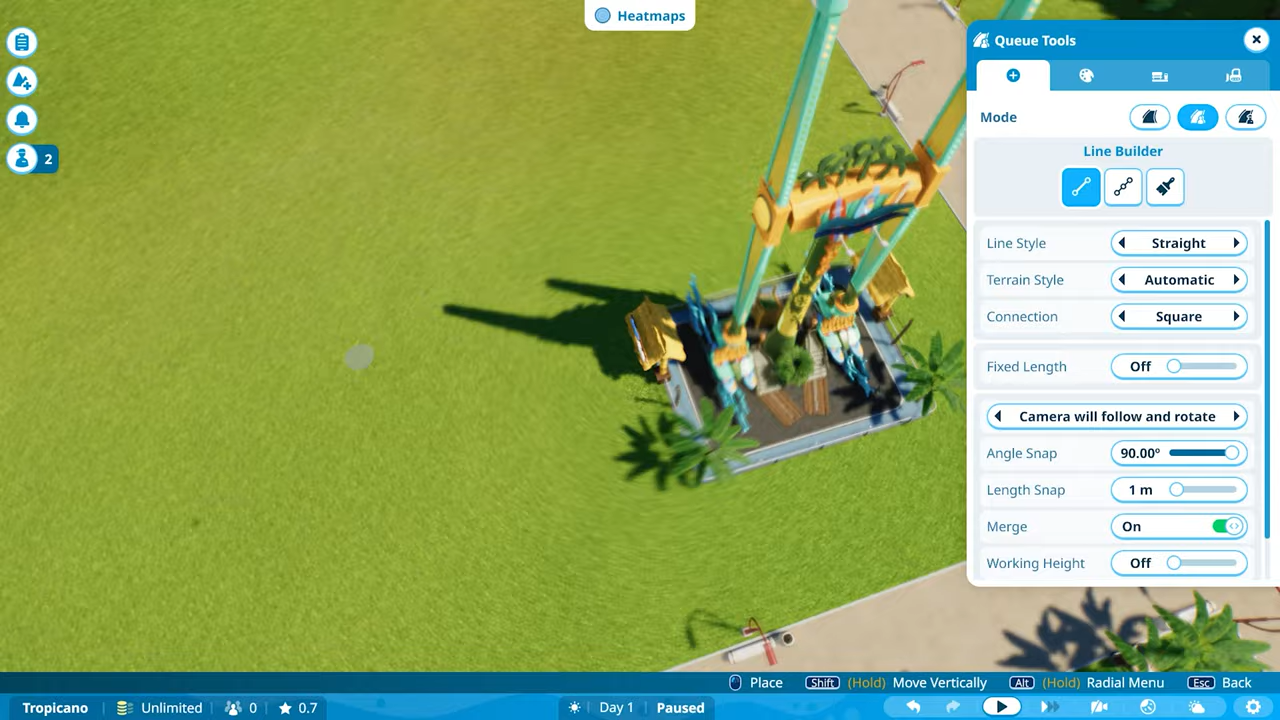 Heatmaps
2
Queue Tools
Mode
Line Builder
Line Style Straight
Terrain Style Automatic
Connection Square
Fixed Length Off
Camera will follow and rotate
Angle Snap 90.00°
Length Snap 1 m
Merge On
Working Height Off
Place Shift (Hold) Move Vertically Alt (Hold) Radial Menu Esc Back
Tropicano Unlimited 0 0.7 Day 1 Paused